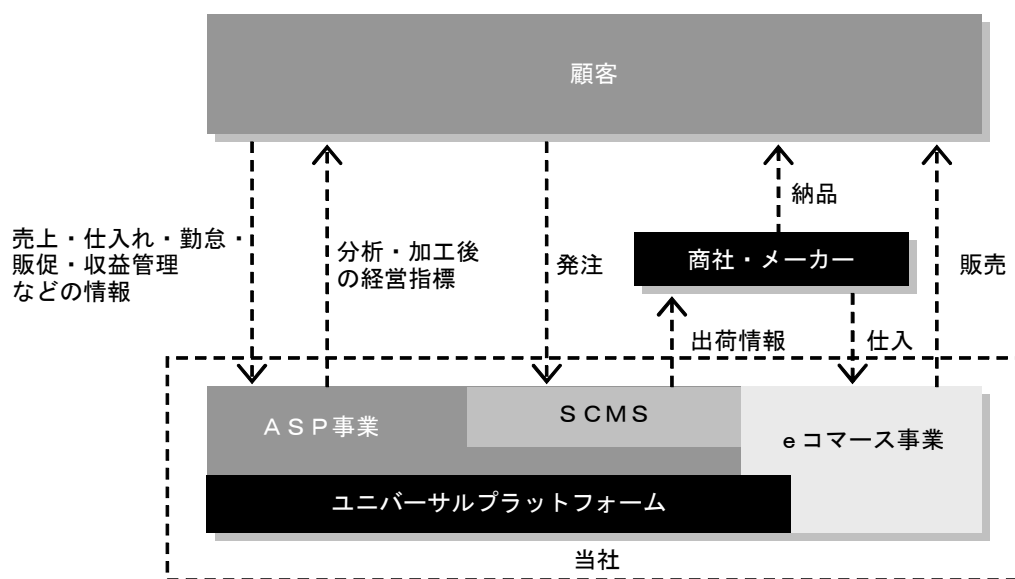 顧客
納品
売上・仕入れ・勤怠・
販促・収益管理
などの情報
分析・加工後
の経営指標
発注
商社・メーカー
販売
出荷情報
仕入
ＡＳＰ事業
ＳＣＭＳ
ｅコマース事業
ユニバーサルプラットフォーム
当社